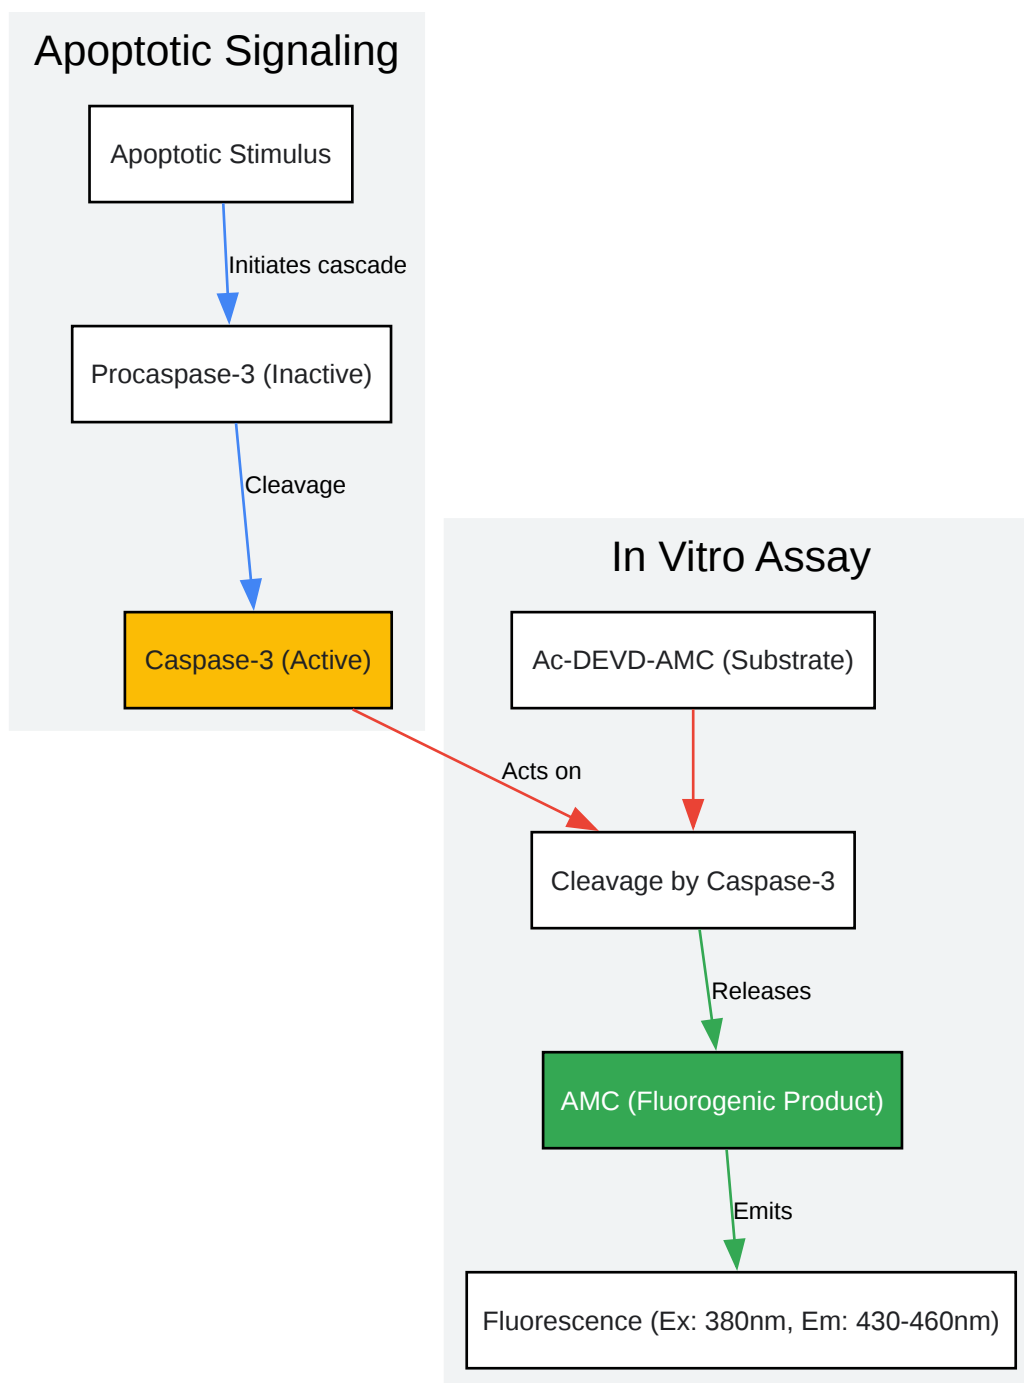 Apoptotic Signaling
Apoptotic Stimulus
Initiates cascade
Procaspase-3 (Inactive)
Cleavage
Caspase-3 (Active)
In Vitro Assay
Ac-DEVD-AMC (Substrate)
Acts on
Cleavage by Caspase-3
Releases
AMC (Fluorogenic Product)
Emits
Fluorescence (Ex: 380nm, Em: 430-460nm)